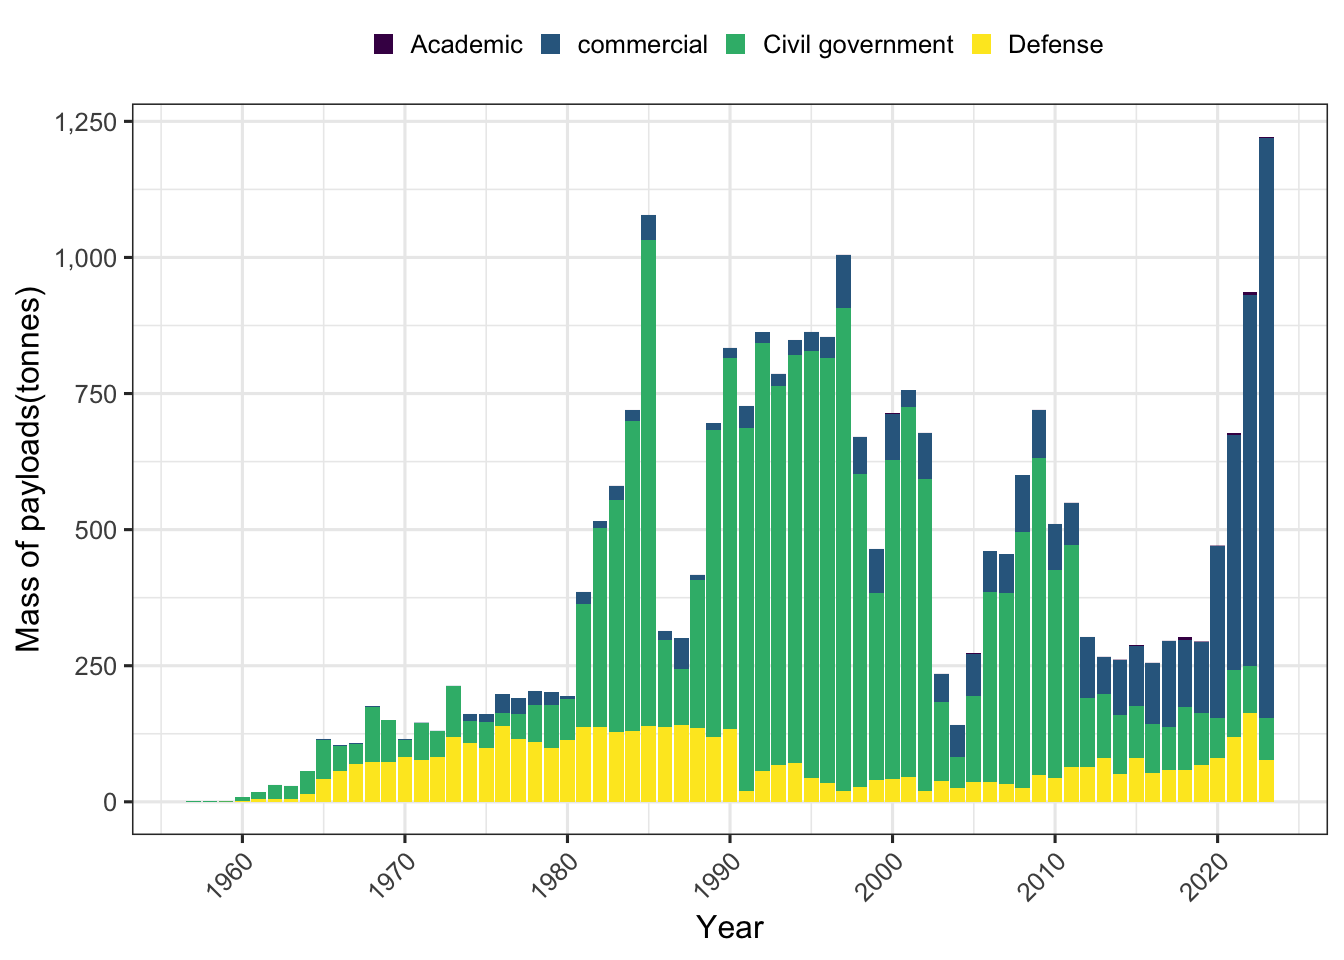 Academic commercial Civil government Defense
1,250
1,000
750
500
250
0
Mass of payloads(tonnes)
1960 1970 1980 1990 2000 2010 2020
Year